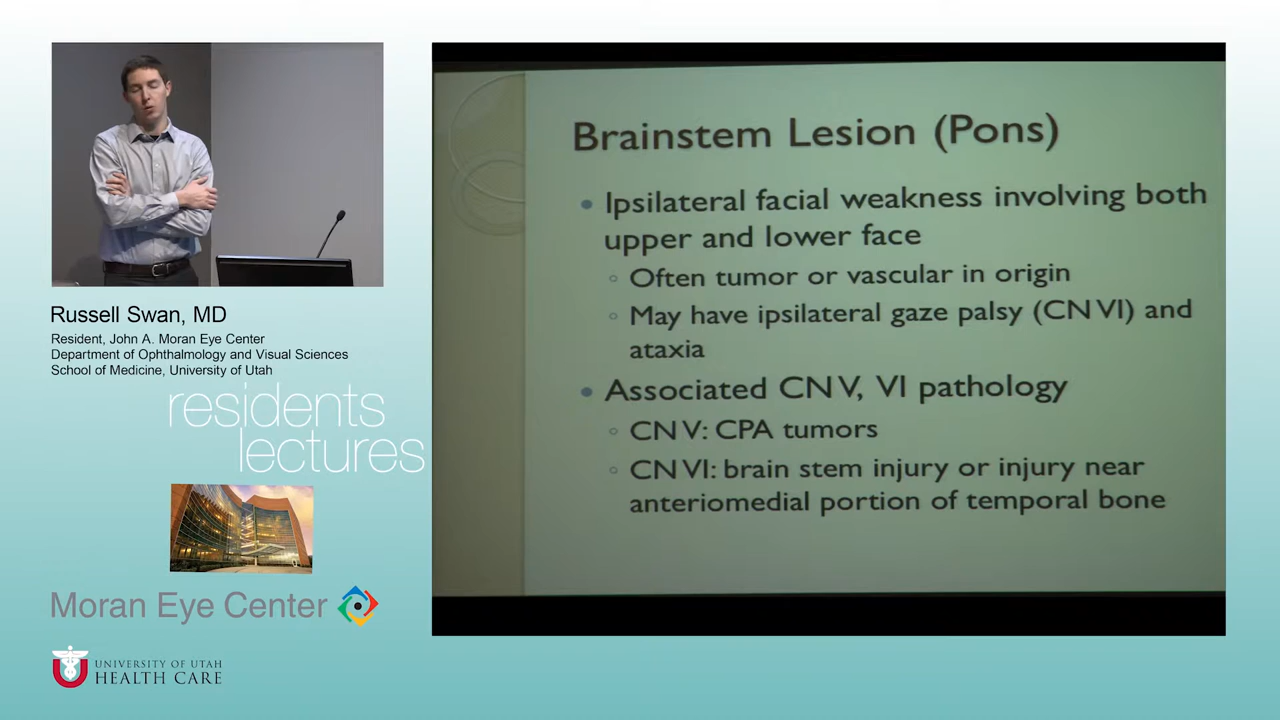 Russell Swan, MD
Resident, John A. Moran Eye Center
Department of Ophthalmology and Visual Sciences
School of Medicine, University of Utah
residents
lectures
Moran Eye Center
UNIVERSITY OF UTAH
HEALTH CARE
Brainstem Lesion (Pons)
• Ipsilateral facial weakness involving both
upper and lower face
◦ Often tumor or vascular in origin
◦ May have ipsilateral gaze palsy (CN VI) and
ataxia
• Associated CN V, VI pathology
◦ CN V: CPA tumors
◦ CN VI: brain stem injury or injury near
anteriomedial portion of temporal bone